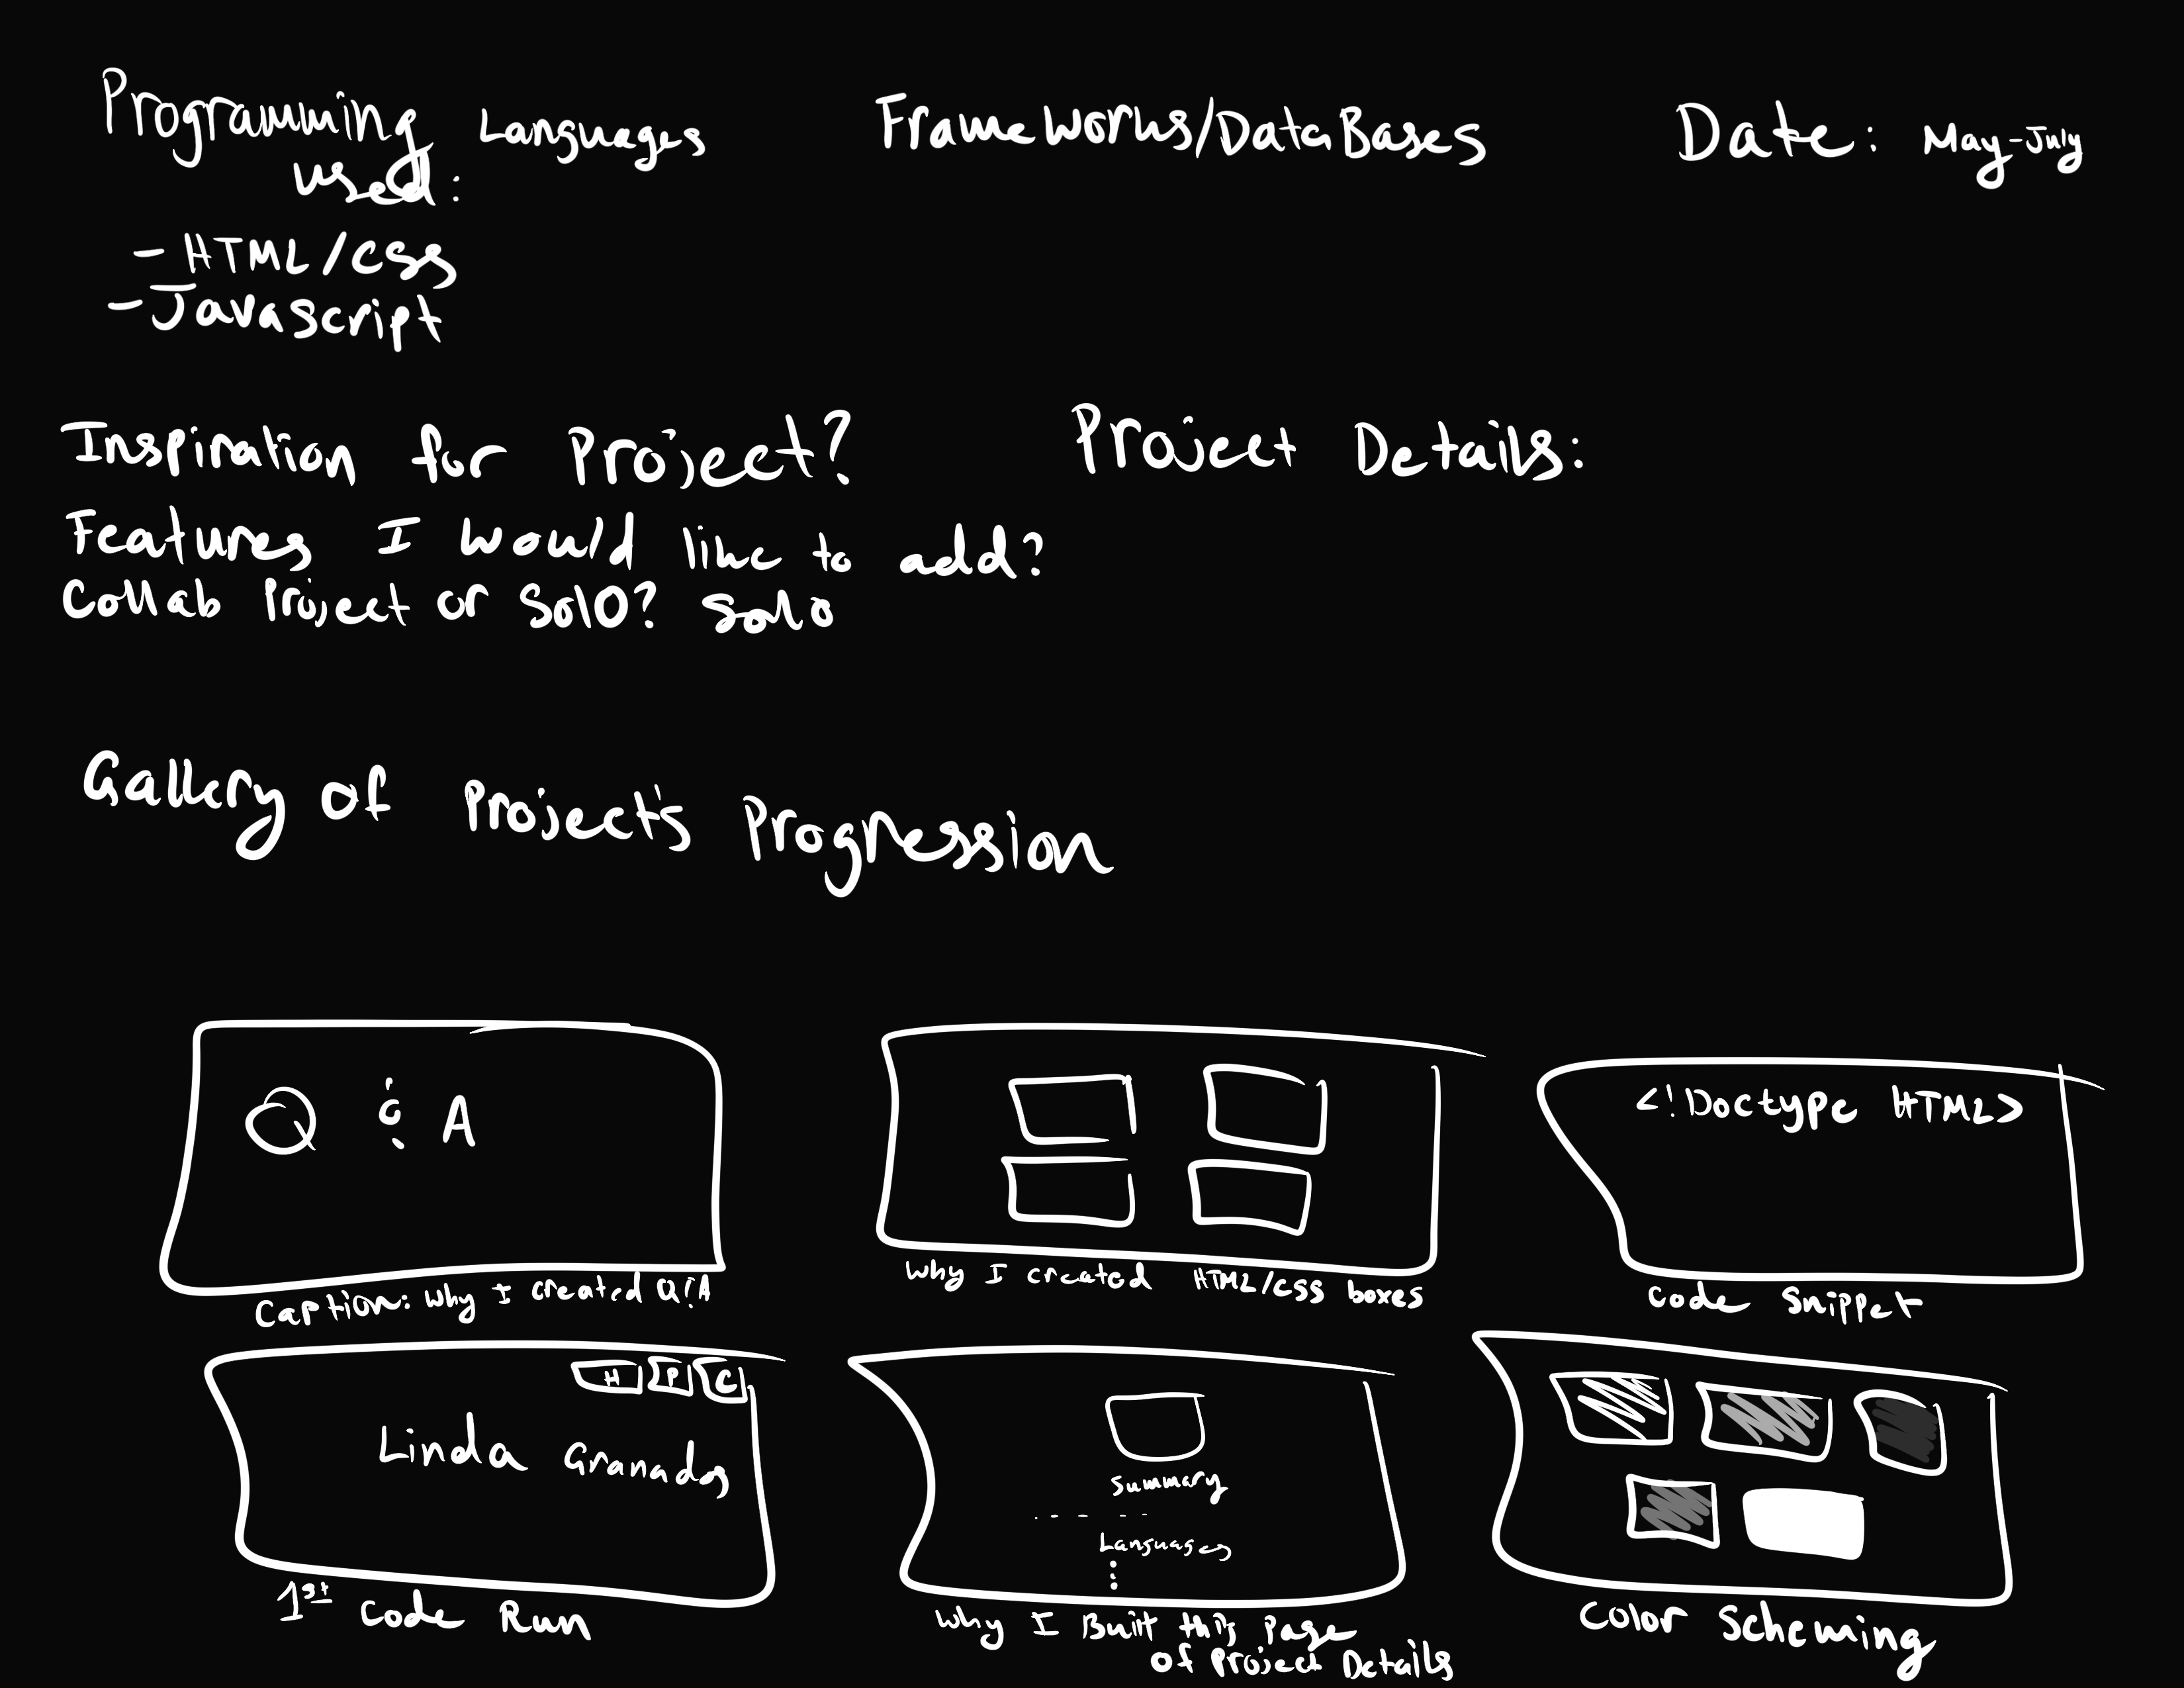 Programming Languages
used:
- HTML/CSS
- Javascript
Frameworks/DataBases
Date: May-July
Inspiration for Project?
Features I would like to add?
Collab Project or Solo? Solo
Project Details:
Gallery of Project's Progression
Q & A
Caption: Why I created Q&A
Why I created HTML/CSS boxes
<!Doctype HTML>
Code Snippet
H P C
Linda Granados
1st Code Run
Summary
Languages
Why I Built this page
of Project Details
Color Scheming